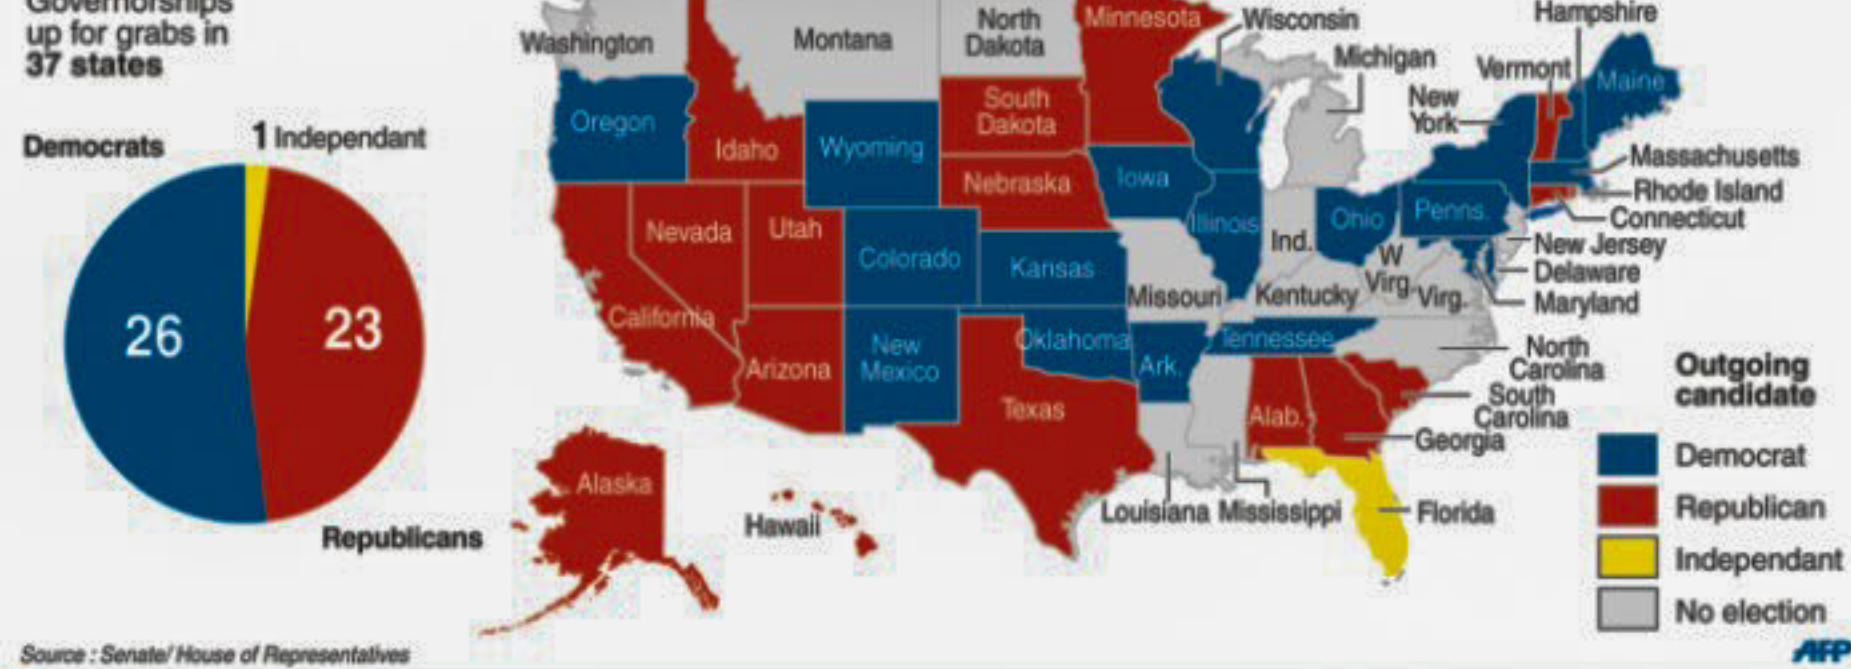 Governorships
up for grabs in
37 states
Democrats
1 Independant
26
23
Republicans
Washington
Montana
North
Dakota
Minnesota
Wisconsin
Michigan
Hampshire
Vermont
Maine
New
York
Oregon
Idaho
Wyoming
South
Dakota
Nebraska
Iowa
Illinois
Ind.
Ohio
Penns.
Massachusetts
Rhode Island
Connecticut
New Jersey
Delaware
Maryland
Nevada
Utah
Colorado
Kansas
Missouri
Kentucky
W
Virg.
Virg.
California
Arizona
New
Mexico
Oklahoma
Ark.
Tennessee
North
Carolina
South
Carolina
Georgia
Texas
Alab.
Alaska
Hawaii
Louisiana
Mississippi
Florida
Outgoing
candidate
Democrat
Republican
Independant
No election
Source : Senate/ House of Representatives
AFP